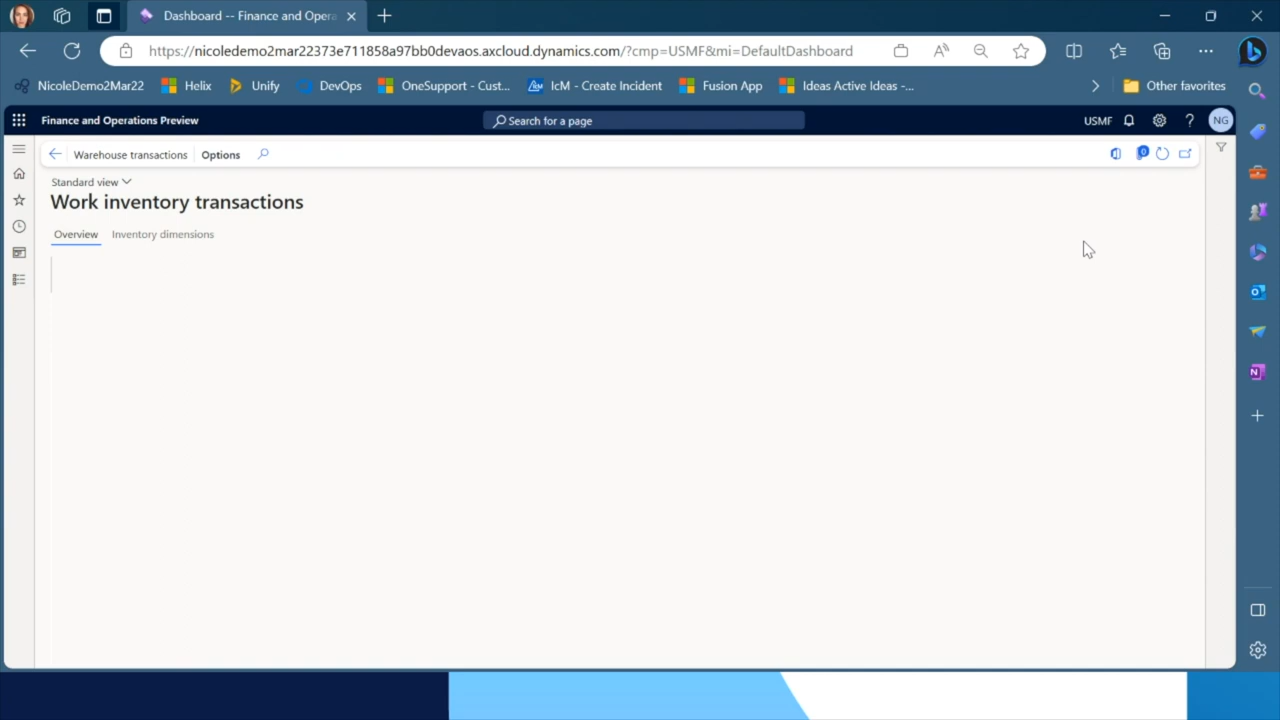 Dashboard -- Finance and Opera
https://nicoledemo2mar22373e711858a97bb0devaos.axcloud.dynamics.com/?cmp=USMF&mi=DefaultDashboard
NicoleDemo2Mar22 Helix Unify DevOps OneSupport - Cust... IcM - Create Incident Fusion App Ideas Active Ideas -... Other favorites
Finance and Operations Preview Search for a page USMF ? NG
Warehouse transactions Options 0
Standard view
Work inventory transactions
Overview Inventory dimensions